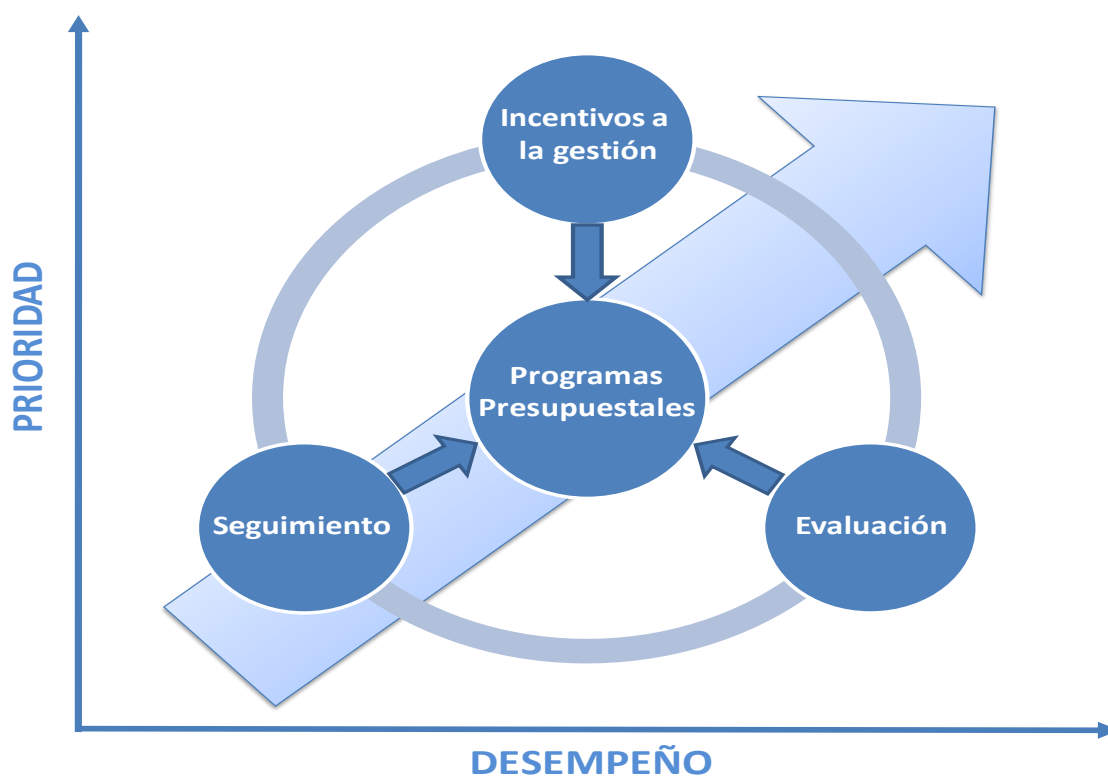 Incentivos a
la gestión
PRIORIDAD
Programas
Presupuestales
Seguimiento
Evaluación
DESEMPEÑO